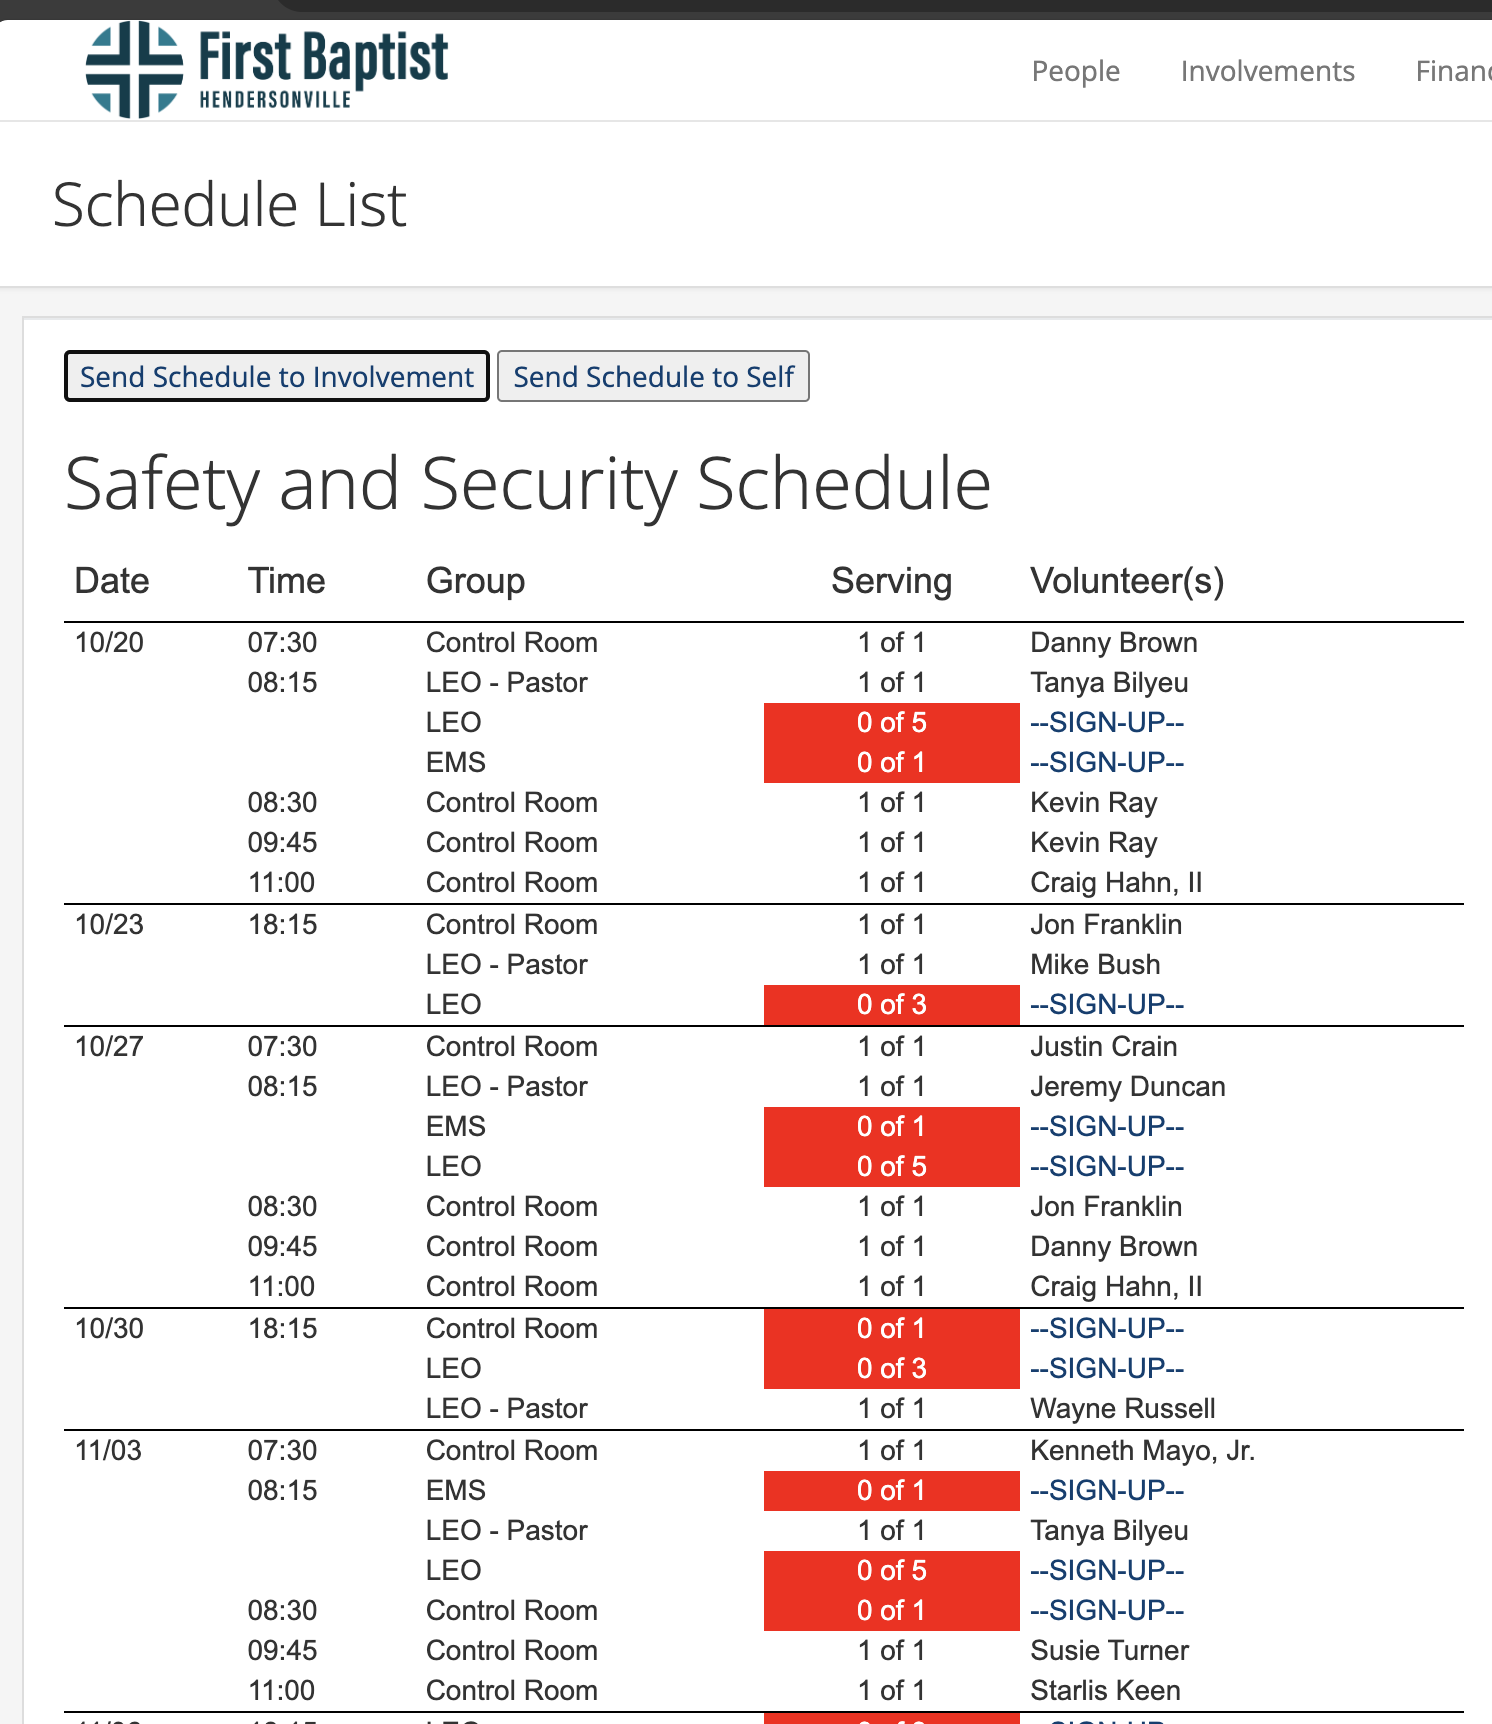 First Baptist
HENDERSONVILLE
People Involvements Financ
Schedule List
Send Schedule to Involvement Send Schedule to Self
Safety and Security Schedule
Date Time Group Serving Volunteer(s)
10/20 07:30 Control Room 1 of 1 Danny Brown
08:15 LEO - Pastor 1 of 1 Tanya Bilyeu
LEO 0 of 5 --SIGN-UP--
EMS 0 of 1 --SIGN-UP--
08:30 Control Room 1 of 1 Kevin Ray
09:45 Control Room 1 of 1 Kevin Ray
11:00 Control Room 1 of 1 Craig Hahn, II
10/23 18:15 Control Room 1 of 1 Jon Franklin
LEO - Pastor 1 of 1 Mike Bush
LEO 0 of 3 --SIGN-UP--
10/27 07:30 Control Room 1 of 1 Justin Crain
08:15 LEO - Pastor 1 of 1 Jeremy Duncan
EMS 0 of 1 --SIGN-UP--
LEO 0 of 5 --SIGN-UP--
08:30 Control Room 1 of 1 Jon Franklin
09:45 Control Room 1 of 1 Danny Brown
11:00 Control Room 1 of 1 Craig Hahn, II
10/30 18:15 Control Room 0 of 1 --SIGN-UP--
LEO 0 of 3 --SIGN-UP--
LEO - Pastor 1 of 1 Wayne Russell
11/03 07:30 Control Room 1 of 1 Kenneth Mayo, Jr.
08:15 EMS 0 of 1 --SIGN-UP--
LEO - Pastor 1 of 1 Tanya Bilyeu
LEO 0 of 5 --SIGN-UP--
08:30 Control Room 0 of 1 --SIGN-UP--
09:45 Control Room 1 of 1 Susie Turner
11:00 Control Room 1 of 1 Starlis Keen